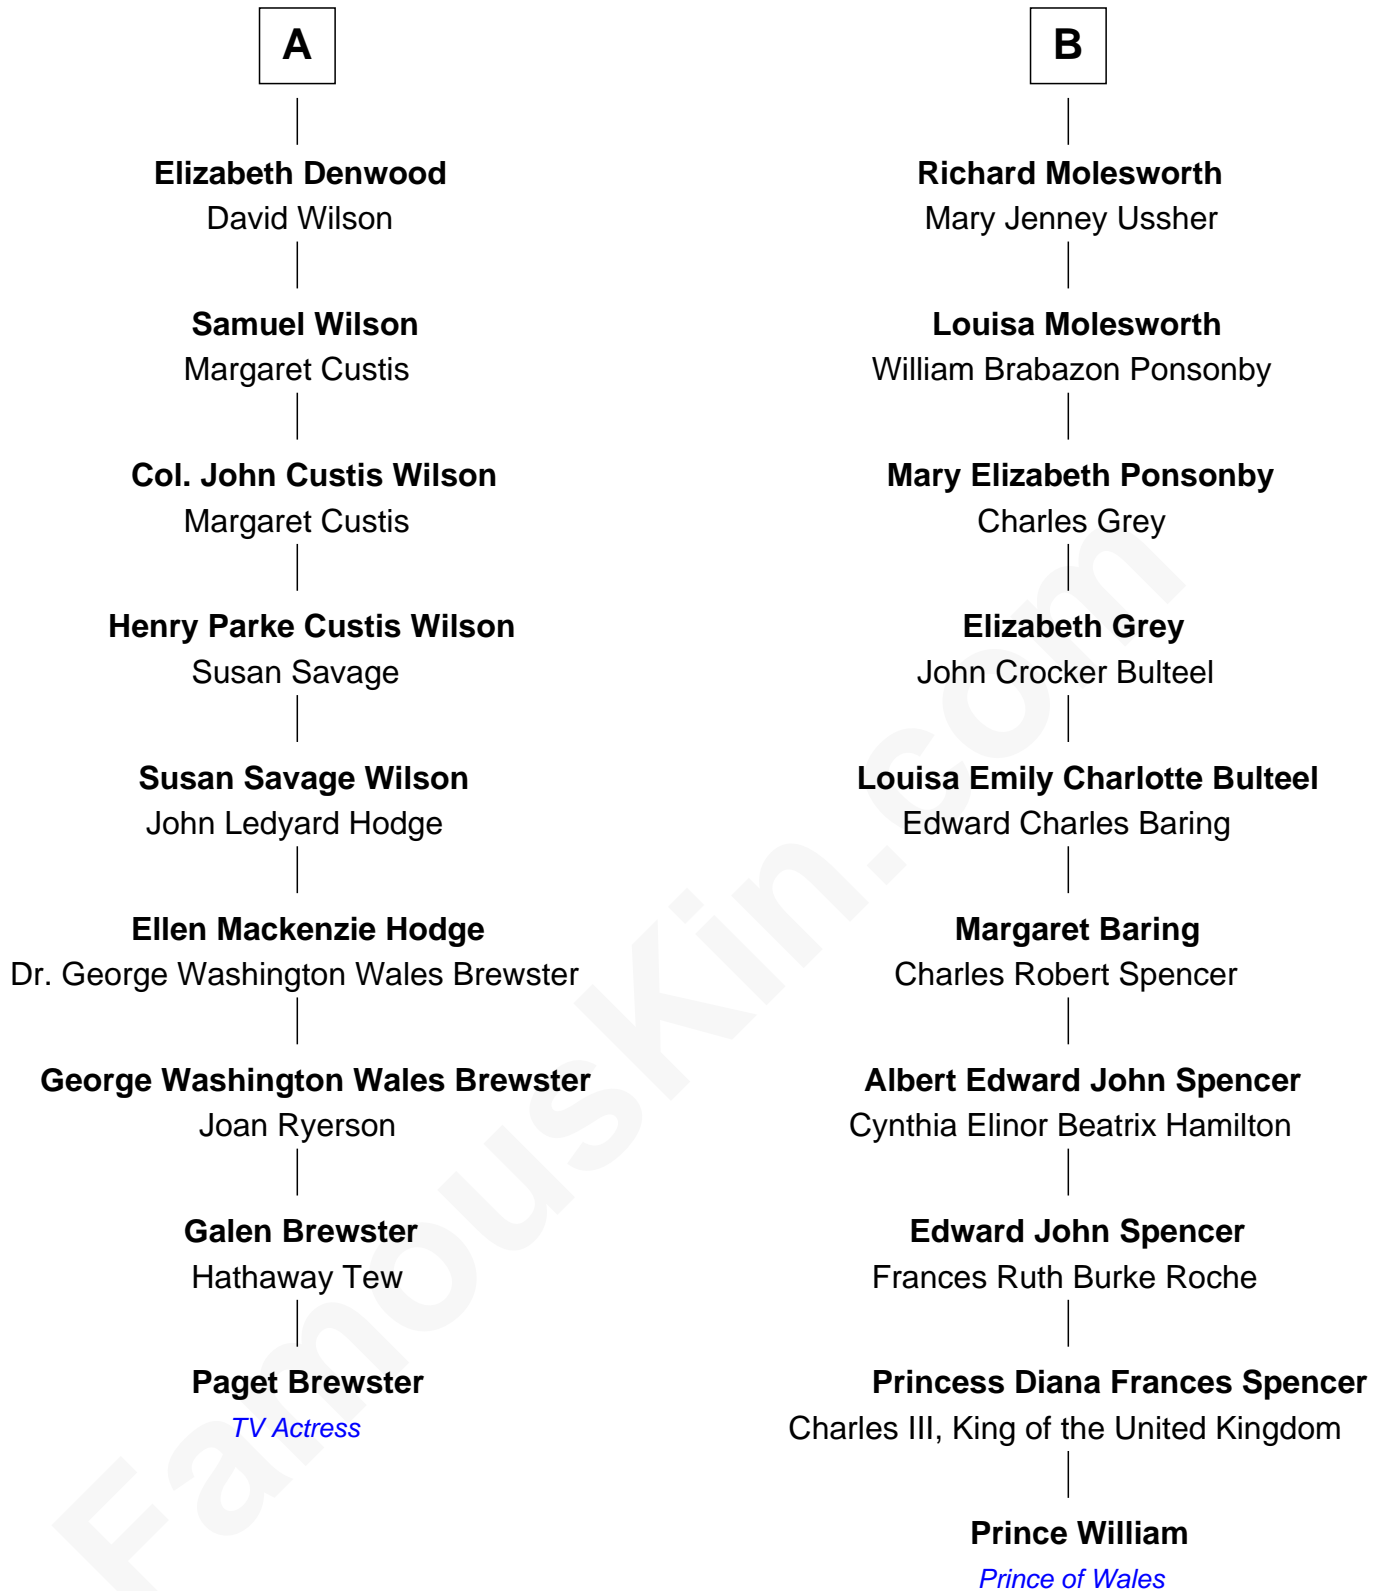 A
Elizabeth Denwood
David Wilson
Samuel Wilson
Margaret Custis
Col. John Custis Wilson
Margaret Custis
Henry Parke Custis Wilson
Susan Savage
Susan Savage Wilson
John Ledyard Hodge
Ellen Mackenzie Hodge
Dr. George Washington Wales Brewster
George Washington Wales Brewster
Joan Ryerson
Galen Brewster
Hathaway Tew
Paget Brewster
TV Actress
B
Richard Molesworth
Mary Jenney Ussher
Louisa Molesworth
William Brabazon Ponsonby
Mary Elizabeth Ponsonby
Charles Grey
Elizabeth Grey
John Crocker Bulteel
Louisa Emily Charlotte Bulteel
Edward Charles Baring
Margaret Baring
Charles Robert Spencer
Albert Edward John Spencer
Cynthia Elinor Beatrix Hamilton
Edward John Spencer
Frances Ruth Burke Roche
Princess Diana Frances Spencer
Charles III, King of the United Kingdom
Prince William
Prince of Wales
FamousKin.com